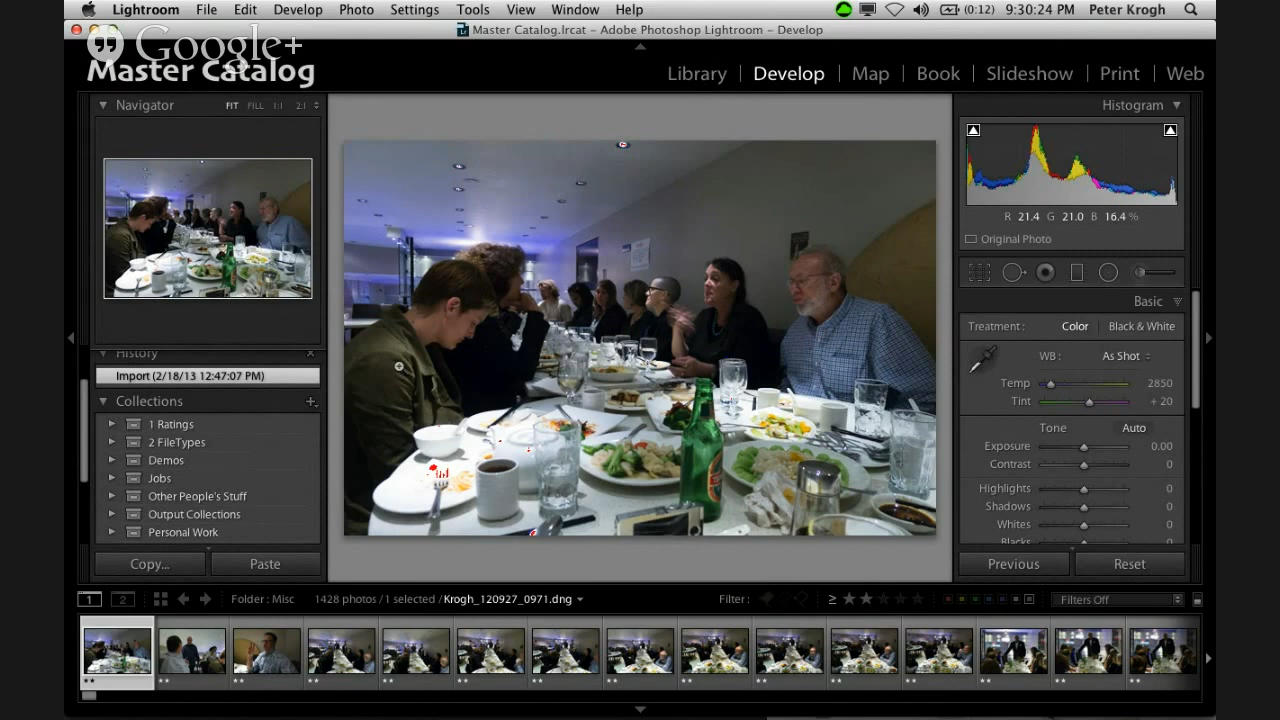 Lightroom File Edit Develop Photo Settings Tools View Window Help (0:12) 9:30:24 PM Peter Krogh
Master Catalog.lrcat – Adobe Photoshop Lightroom – Develop
Google+
Master Catalog
Library | Develop | Map | Book | Slideshow | Print | Web
Navigator FIT FILL 1:1 2:1
Histogram
R 21.4 G 21.0 B 16.4 %
Original Photo
Basic
Treatment : Color | Black & White
WB : As Shot
Temp 2850
Tint + 20
Tone Auto
Exposure 0.00
Contrast 0
Highlights 0
Shadows 0
Whites 0
Blacks
History
Import (2/18/13 12:47:07 PM)
Collections
1 Ratings
2 FileTypes
Demos
Jobs
Other People's Stuff
Output Collections
Personal Work
Copy... Paste
Previous Reset
1 2 Folder : Misc 1428 photos / 1 selected / Krogh_120927_0971.dng Filter : ≥ Filters Off